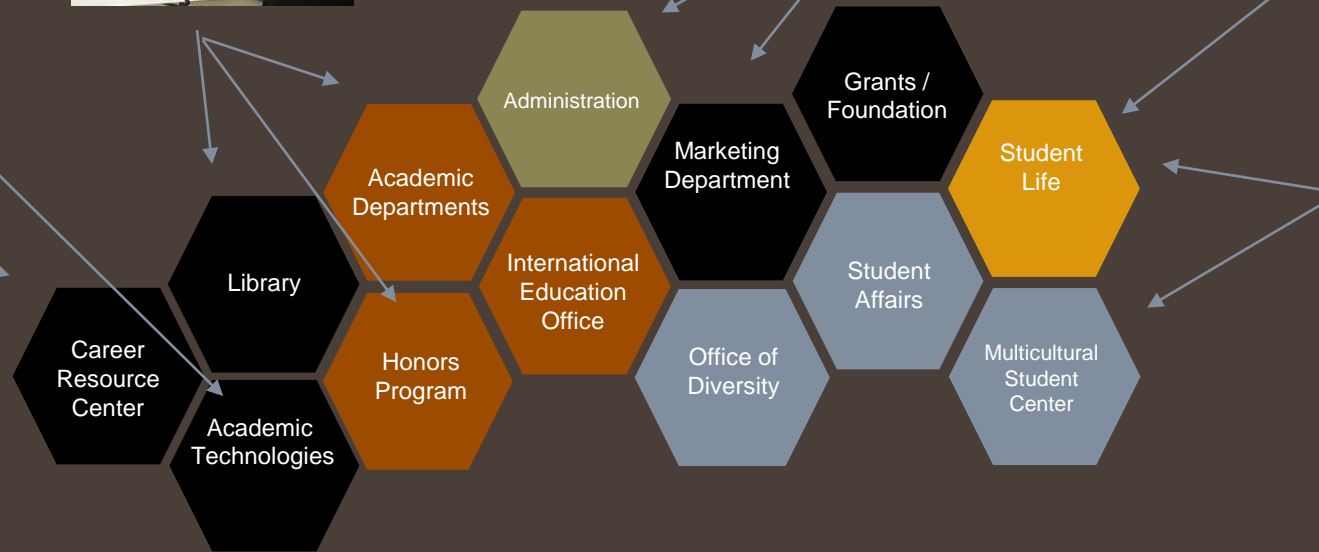 Administration
Grants /
Foundation
Marketing
Department
Student
Life
Academic
Departments
International
Education
Office
Student
Affairs
Library
Office of
Diversity
Multicultural
Student
Center
Honors
Program
Career
Resource
Center
Academic
Technologies